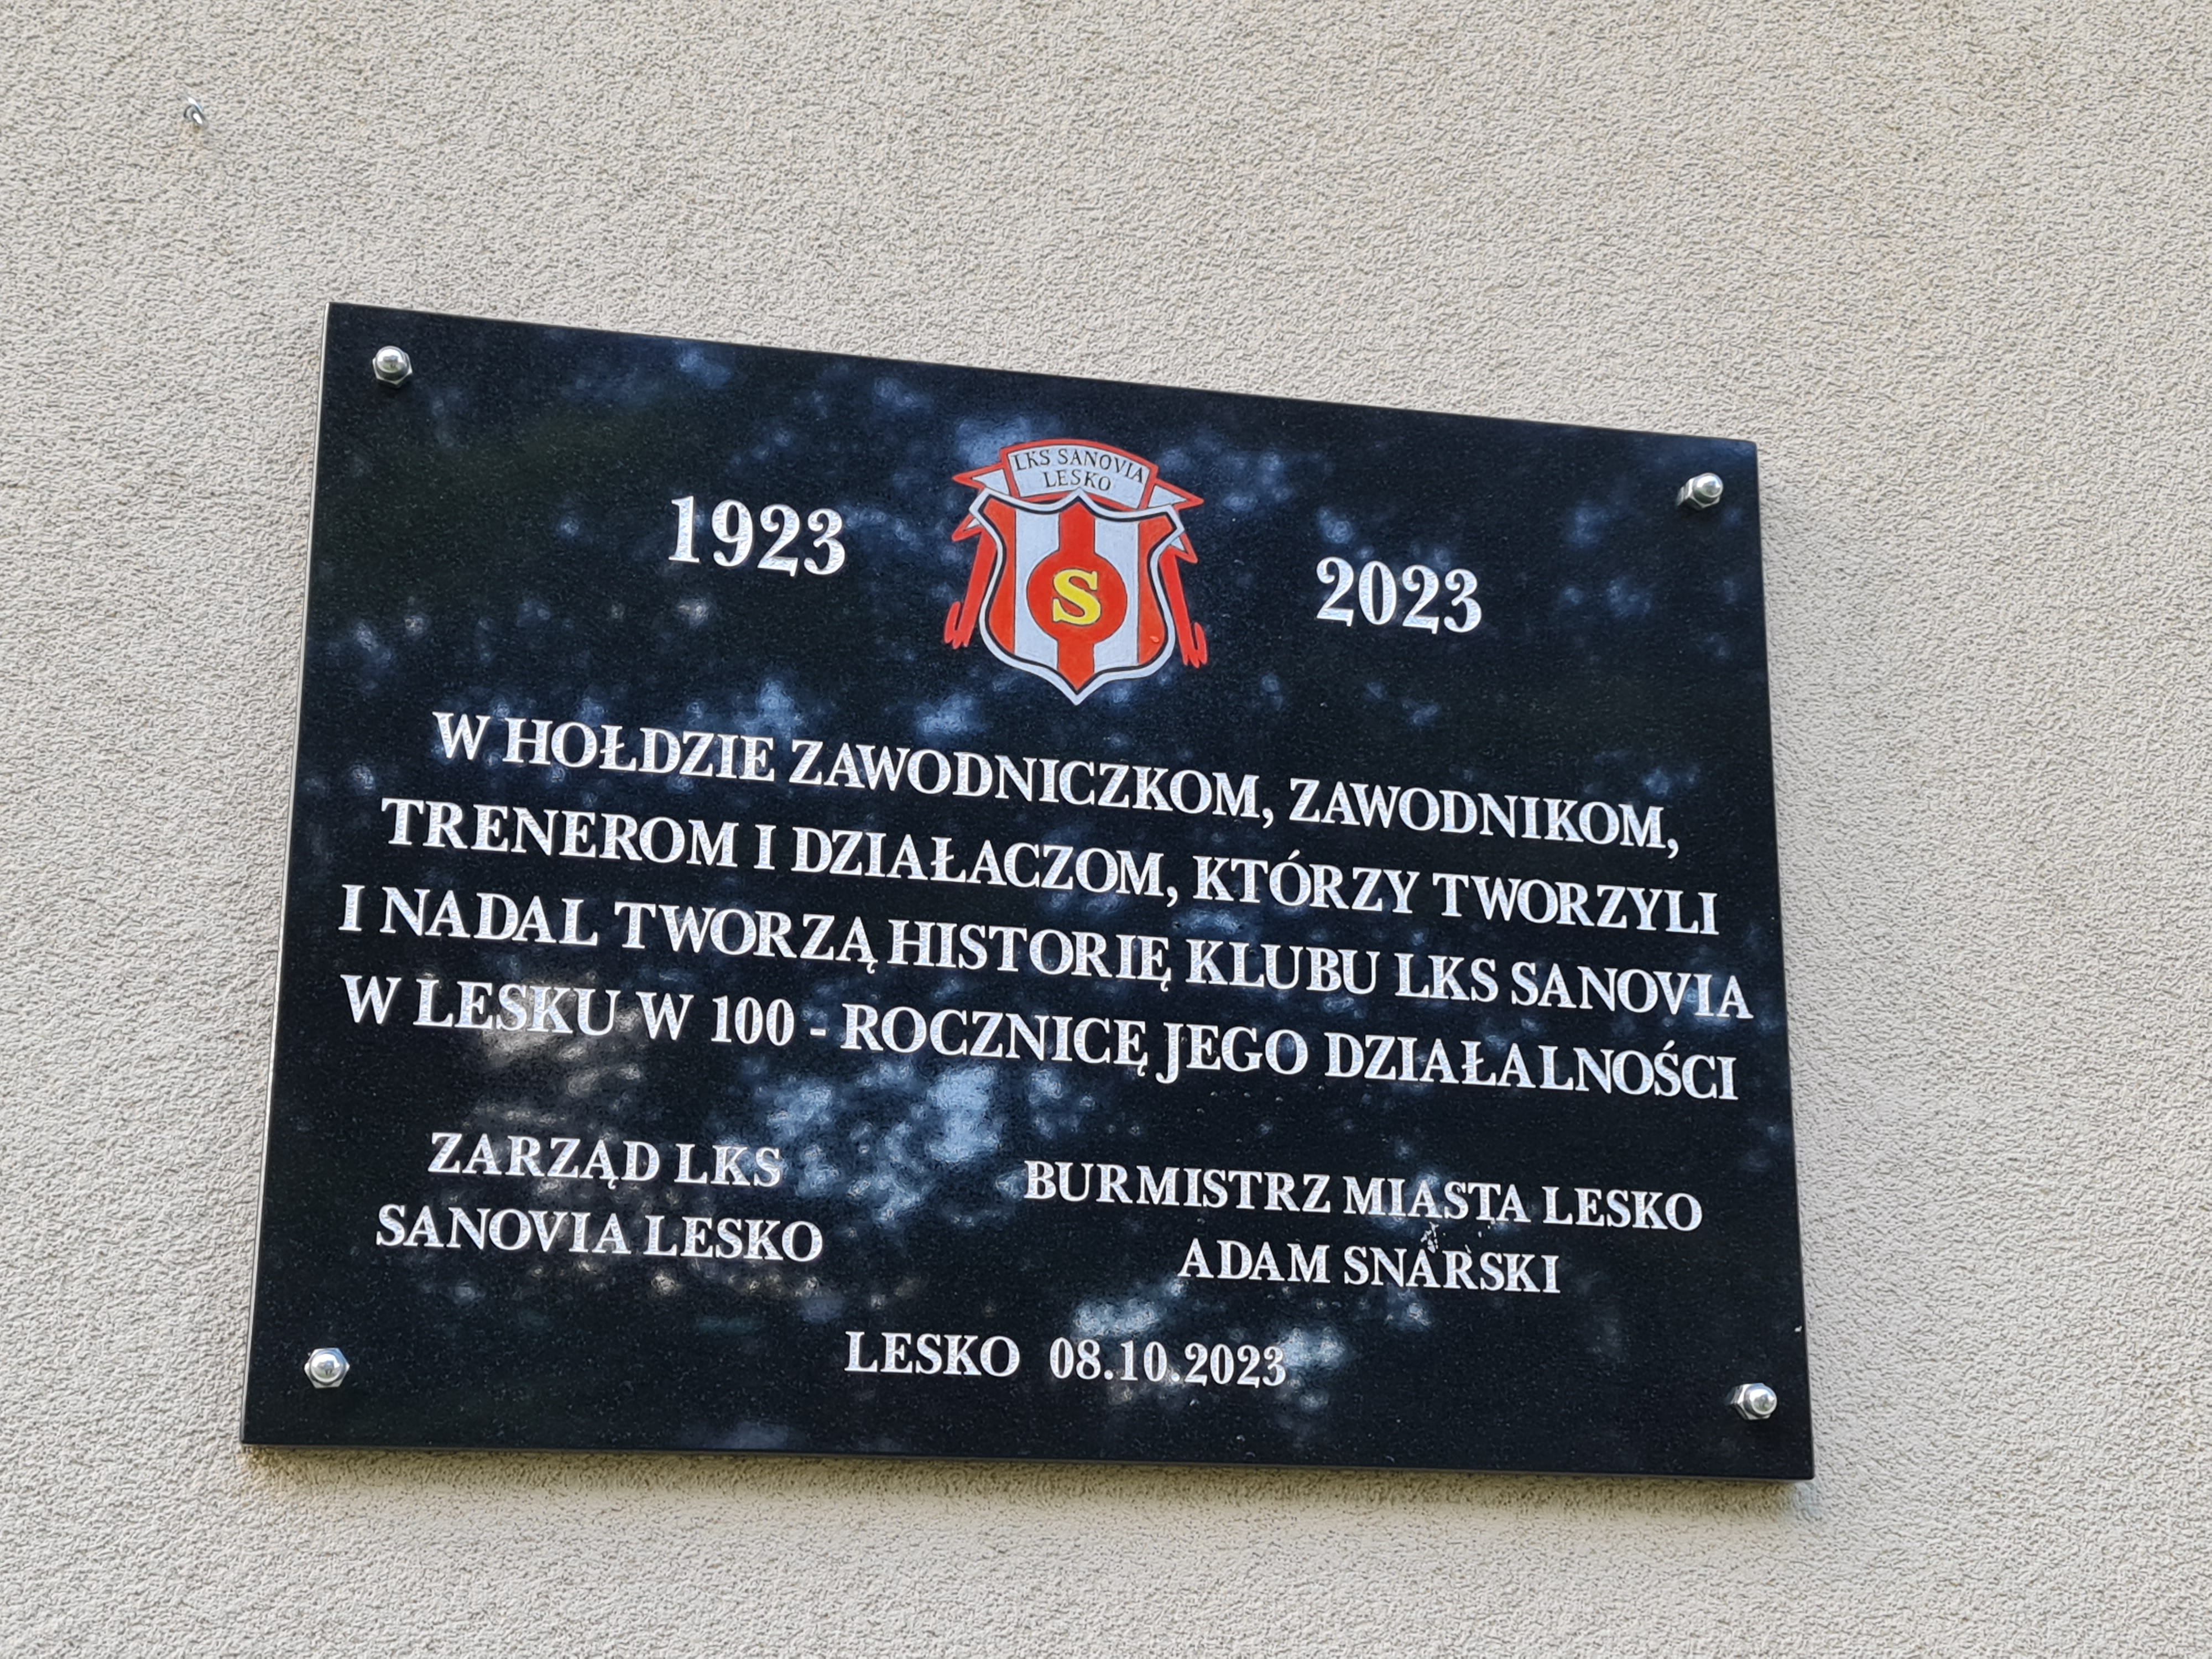 LKS SANOVIA
LESKO
1923
S
2023
W HOŁDZIE ZAWODNICZKOM, ZAWODNIKOM,
TRENEROM I DZIAŁACZOM, KTÓRZY TWORZYLI
I NADAL TWORZĄ HISTORIĘ KLUBU LKS SANOVIA
W LESKU W 100 - ROCZNICĘ JEGO DZIAŁALNOŚCI
ZARZĄD LKS
SANOVIA LESKO
BURMISTRZ MIASTA LESKO
ADAM SNARSKI
LESKO 08.10.2023